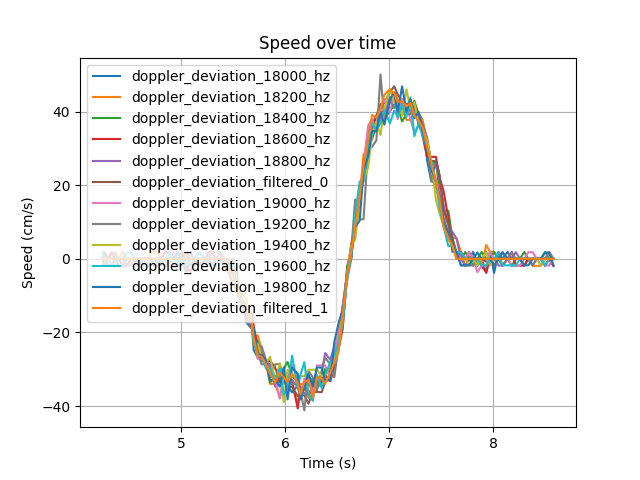 Speed over time
doppler_deviation_18000_hz
doppler_deviation_18200_hz
doppler_deviation_18400_hz
doppler_deviation_18600_hz
doppler_deviation_18800_hz
doppler_deviation_filtered_0
doppler_deviation_19000_hz
doppler_deviation_19200_hz
doppler_deviation_19400_hz
doppler_deviation_19600_hz
doppler_deviation_19800_hz
doppler_deviation_filtered_1
Speed (cm/s)
40
20
0
−20
−40
5 6 7 8
Time (s)